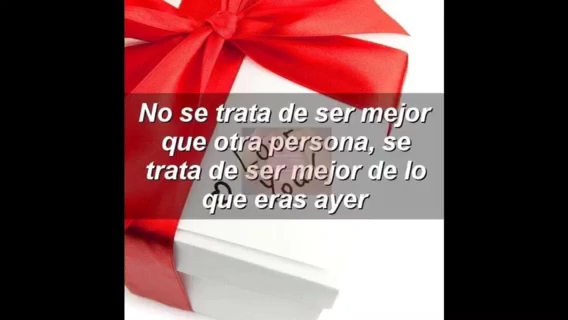 No se trata de ser mejor
que otra persona, se
trata de ser mejor de lo
que eras ayer